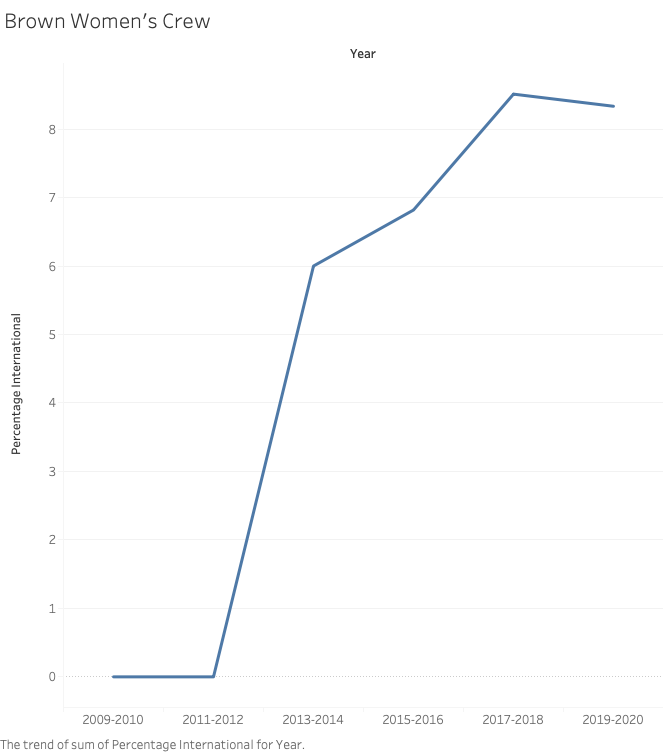 Brown Women's Crew
Year
Percentage International
8
7
6
5
4
3
2
1
0
2009-2010 2011-2012 2013-2014 2015-2016 2017-2018 2019-2020
The trend of sum of Percentage International for Year.